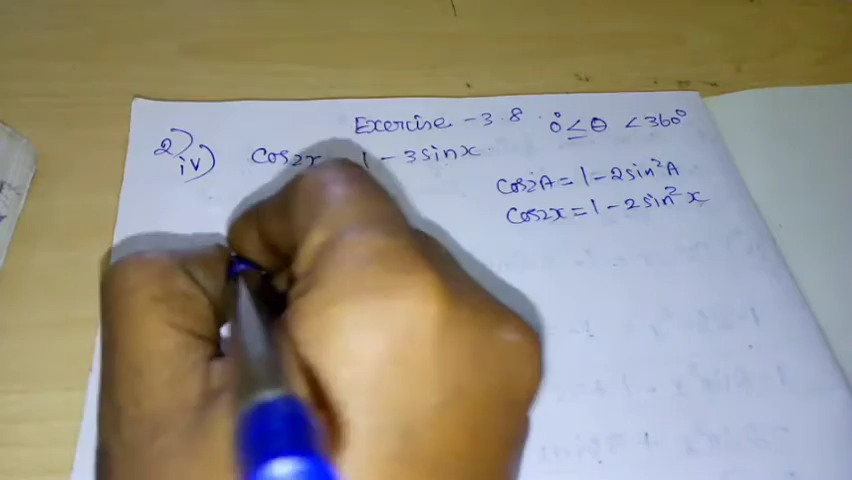 Exercise - 3.8 0° ≤ θ < 360°
2) iv) cos2x 1 - 3sinx
cos2A = 1 - 2sin²A
cos2x = 1 - 2sin²x